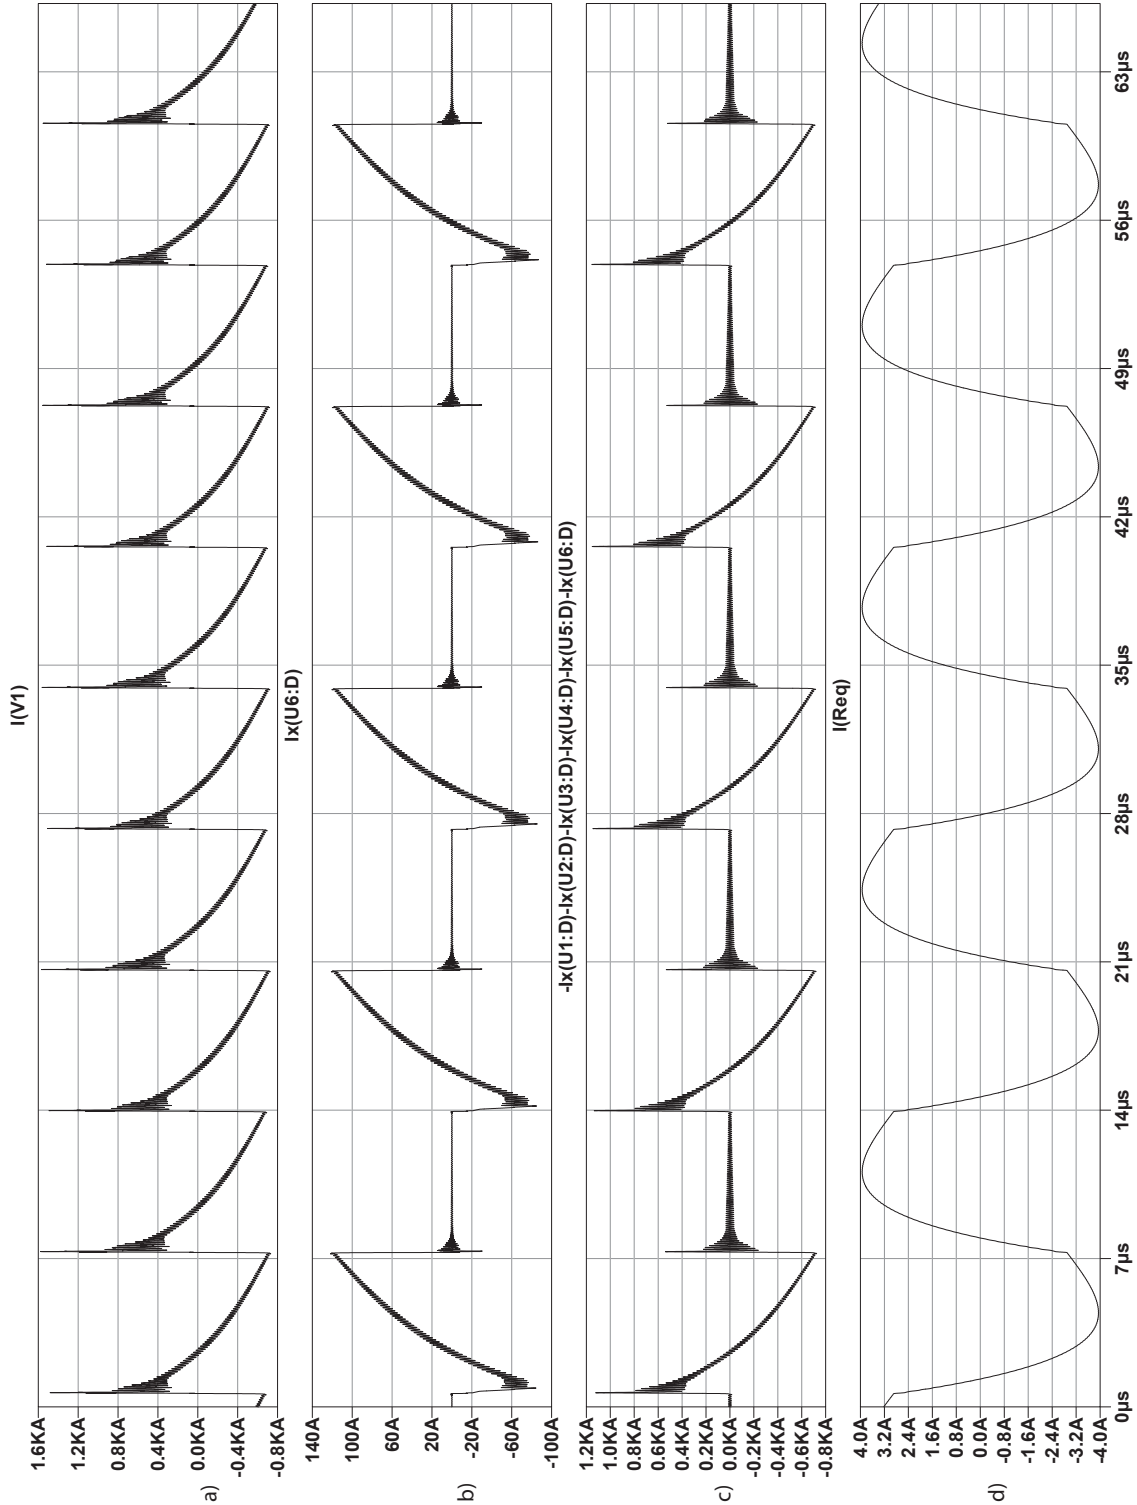 I(V1)
1.6KA
1.2KA
0.8KA
0.4KA
0.0KA
-0.4KA
-0.8KA
a)
Ix(U6:D)
140A
100A
60A
20A
-20A
-60A
-100A
b)
-Ix(U1:D)-Ix(U2:D)-Ix(U3:D)-Ix(U4:D)-Ix(U5:D)-Ix(U6:D)
1.2KA
1.0KA
0.8KA
0.6KA
0.4KA
0.2KA
0.0KA
-0.2KA
-0.4KA
-0.6KA
-0.8KA
c)
I(Req)
4.0A
3.2A
2.4A
1.6A
0.8A
0.0A
-0.8A
-1.6A
-2.4A
-3.2A
-4.0A
d)
0µs 7µs 14µs 21µs 28µs 35µs 42µs 49µs 56µs 63µs